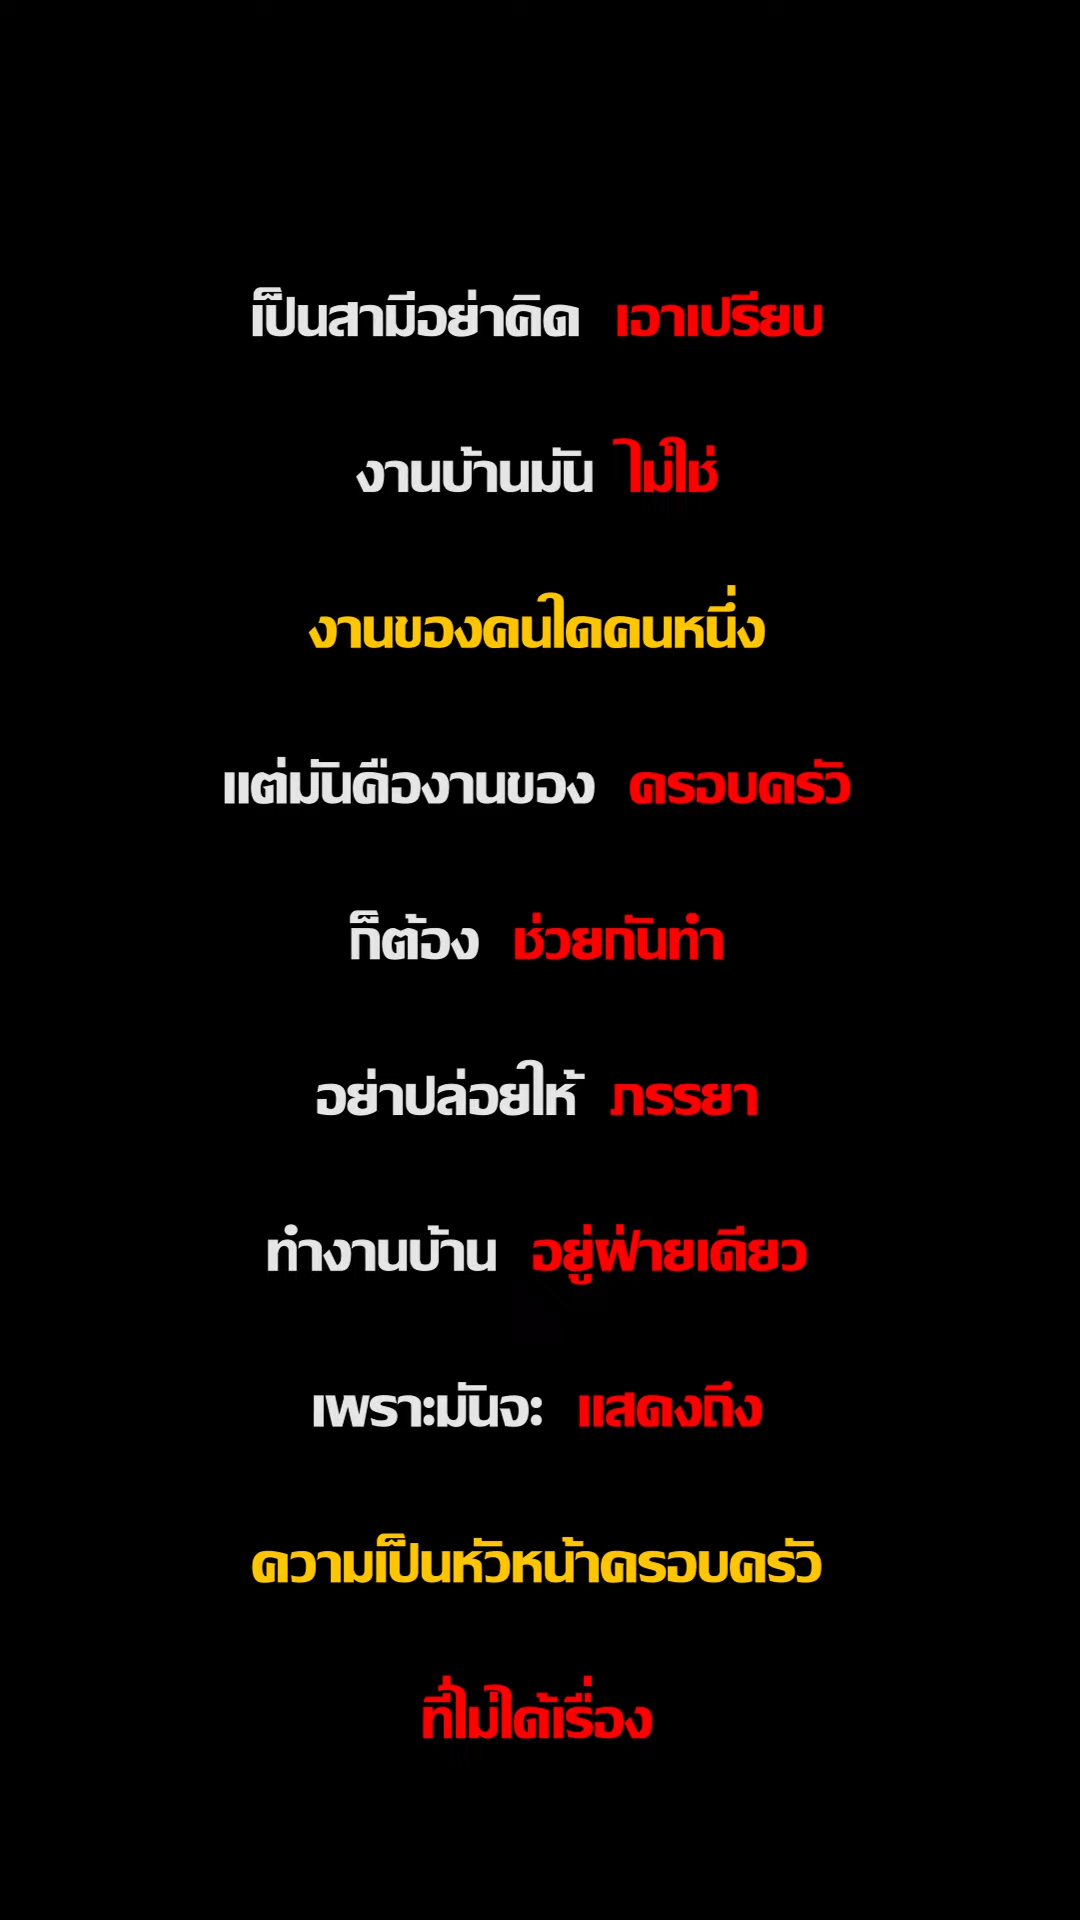 เป็นสามีอย่าคิด เอาเปรียบ
งานบ้านมัน ไม่ใช่
งานของคนใดคนหนึ่ง
แต่มันคืองานของ ครอบครัว
ก็ต้อง ช่วยกันทำ
อย่าปล่อยให้ ภรรยา
ทำงานบ้าน อยู่ฝ่ายเดียว
เพราะมันจะ แสดงถึง
ความเป็นหัวหน้าครอบครัว
ที่ไม่ได้เรื่อง